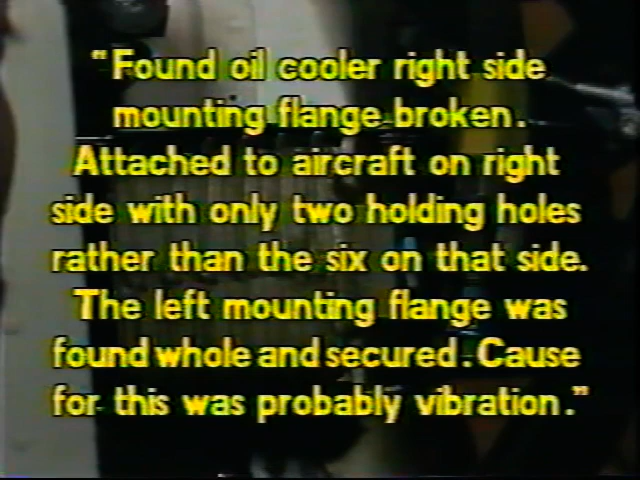 "Found oil cooler right side
mounting flange broken.
Attached to aircraft on right
side with only two holding holes
rather than the six on that side.
The left mounting flange was
found whole and secured. Cause
for this was probably vibration."